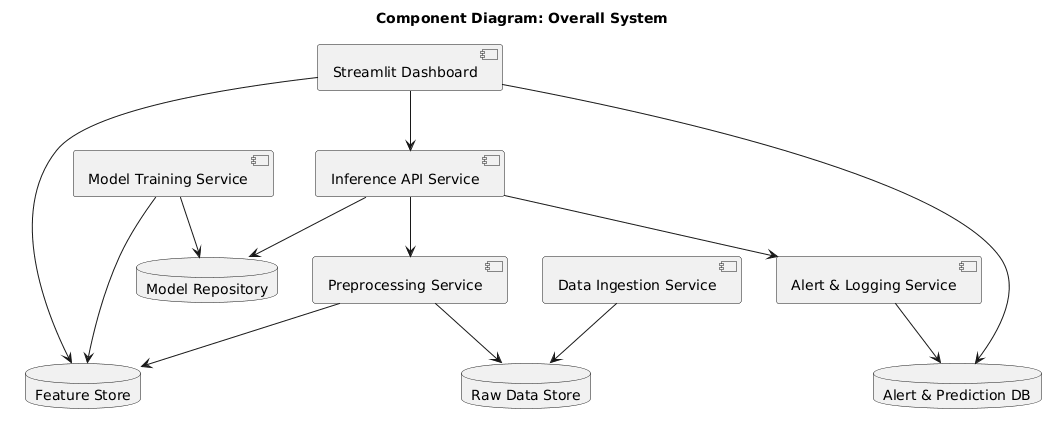 Component Diagram: Overall System
Streamlit Dashboard
Model Training Service
Inference API Service
Model Repository
Preprocessing Service
Data Ingestion Service
Alert & Logging Service
Feature Store
Raw Data Store
Alert & Prediction DB